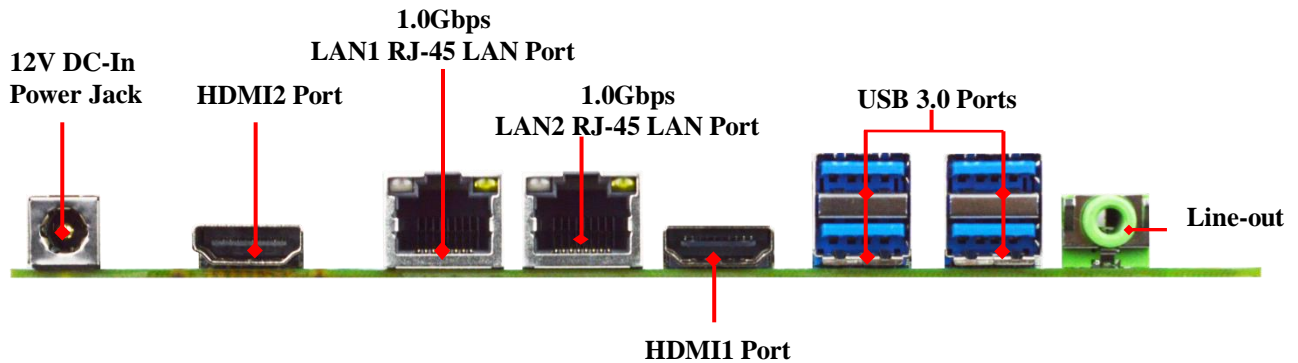 1.0Gbps
LAN1 RJ-45 LAN Port
12V DC-In
Power Jack
HDMI2 Port
1.0Gbps
LAN2 RJ-45 LAN Port
USB 3.0 Ports
Line-out
HDMI1 Port